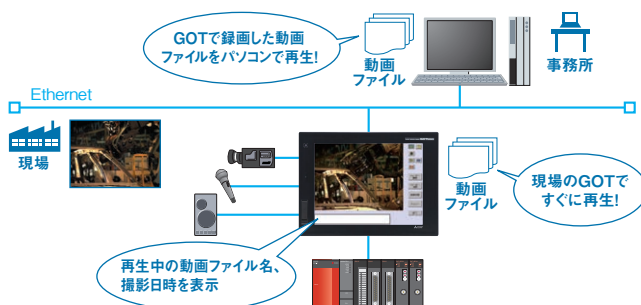 GOTで録画した動画
ファイルをパソコンで再生!
動画
ファイル
事務所
Ethernet
現場
動画
ファイル
現場のGOTで
すぐに再生!
再生中の動画ファイル名、
撮影日時を表示